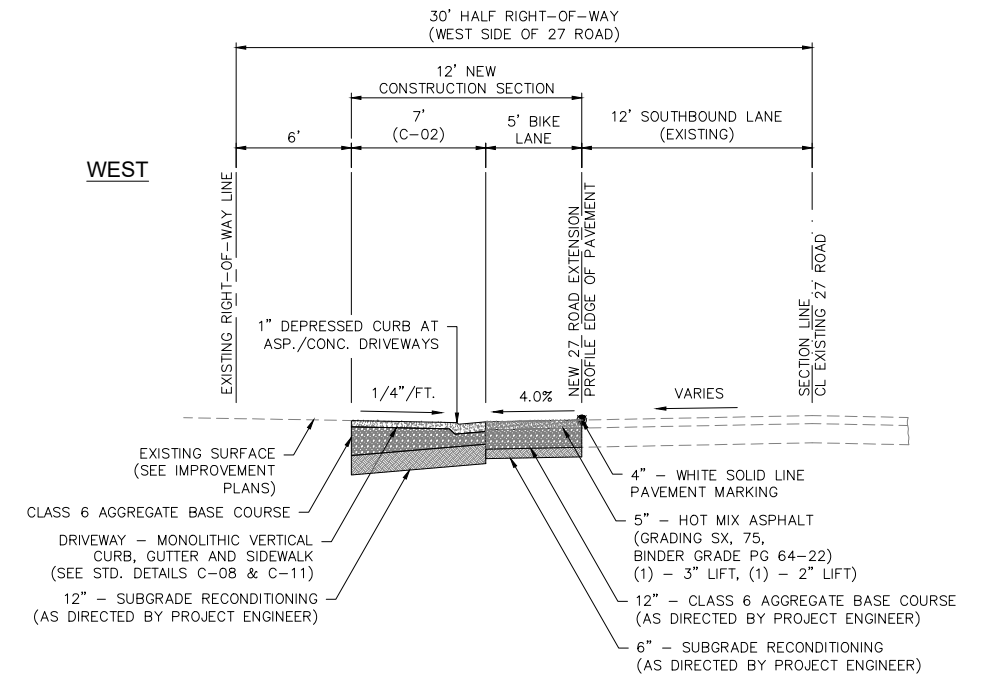 30' HALF RIGHT-OF-WAY
(WEST SIDE OF 27 ROAD)
12' NEW
CONSTRUCTION SECTION
6'
7'
(C-02)
5' BIKE
LANE
12' SOUTHBOUND LANE
(EXISTING)
WEST
EXISTING RIGHT-OF-WAY LINE
NEW 27 ROAD EXTENSION
PROFILE EDGE OF PAVEMENT
SECTION LINE
CL EXISTING 27 ROAD
1" DEPRESSED CURB AT
ASP./CONC. DRIVEWAYS
1/4"/FT.
4.0%
VARIES
EXISTING SURFACE
(SEE IMPROVEMENT
PLANS)
CLASS 6 AGGREGATE BASE COURSE
DRIVEWAY - MONOLITHIC VERTICAL
CURB, GUTTER AND SIDEWALK
(SEE STD. DETAILS C-08 & C-11)
12" - SUBGRADE RECONDITIONING
(AS DIRECTED BY PROJECT ENGINEER)
4" - WHITE SOLID LINE
PAVEMENT MARKING
5" - HOT MIX ASPHALT
(GRADING SX, 75,
BINDER GRADE PG 64-22)
(1) - 3" LIFT, (1) - 2" LIFT)
12" - CLASS 6 AGGREGATE BASE COURSE
(AS DIRECTED BY PROJECT ENGINEER)
6" - SUBGRADE RECONDITIONING
(AS DIRECTED BY PROJECT ENGINEER)